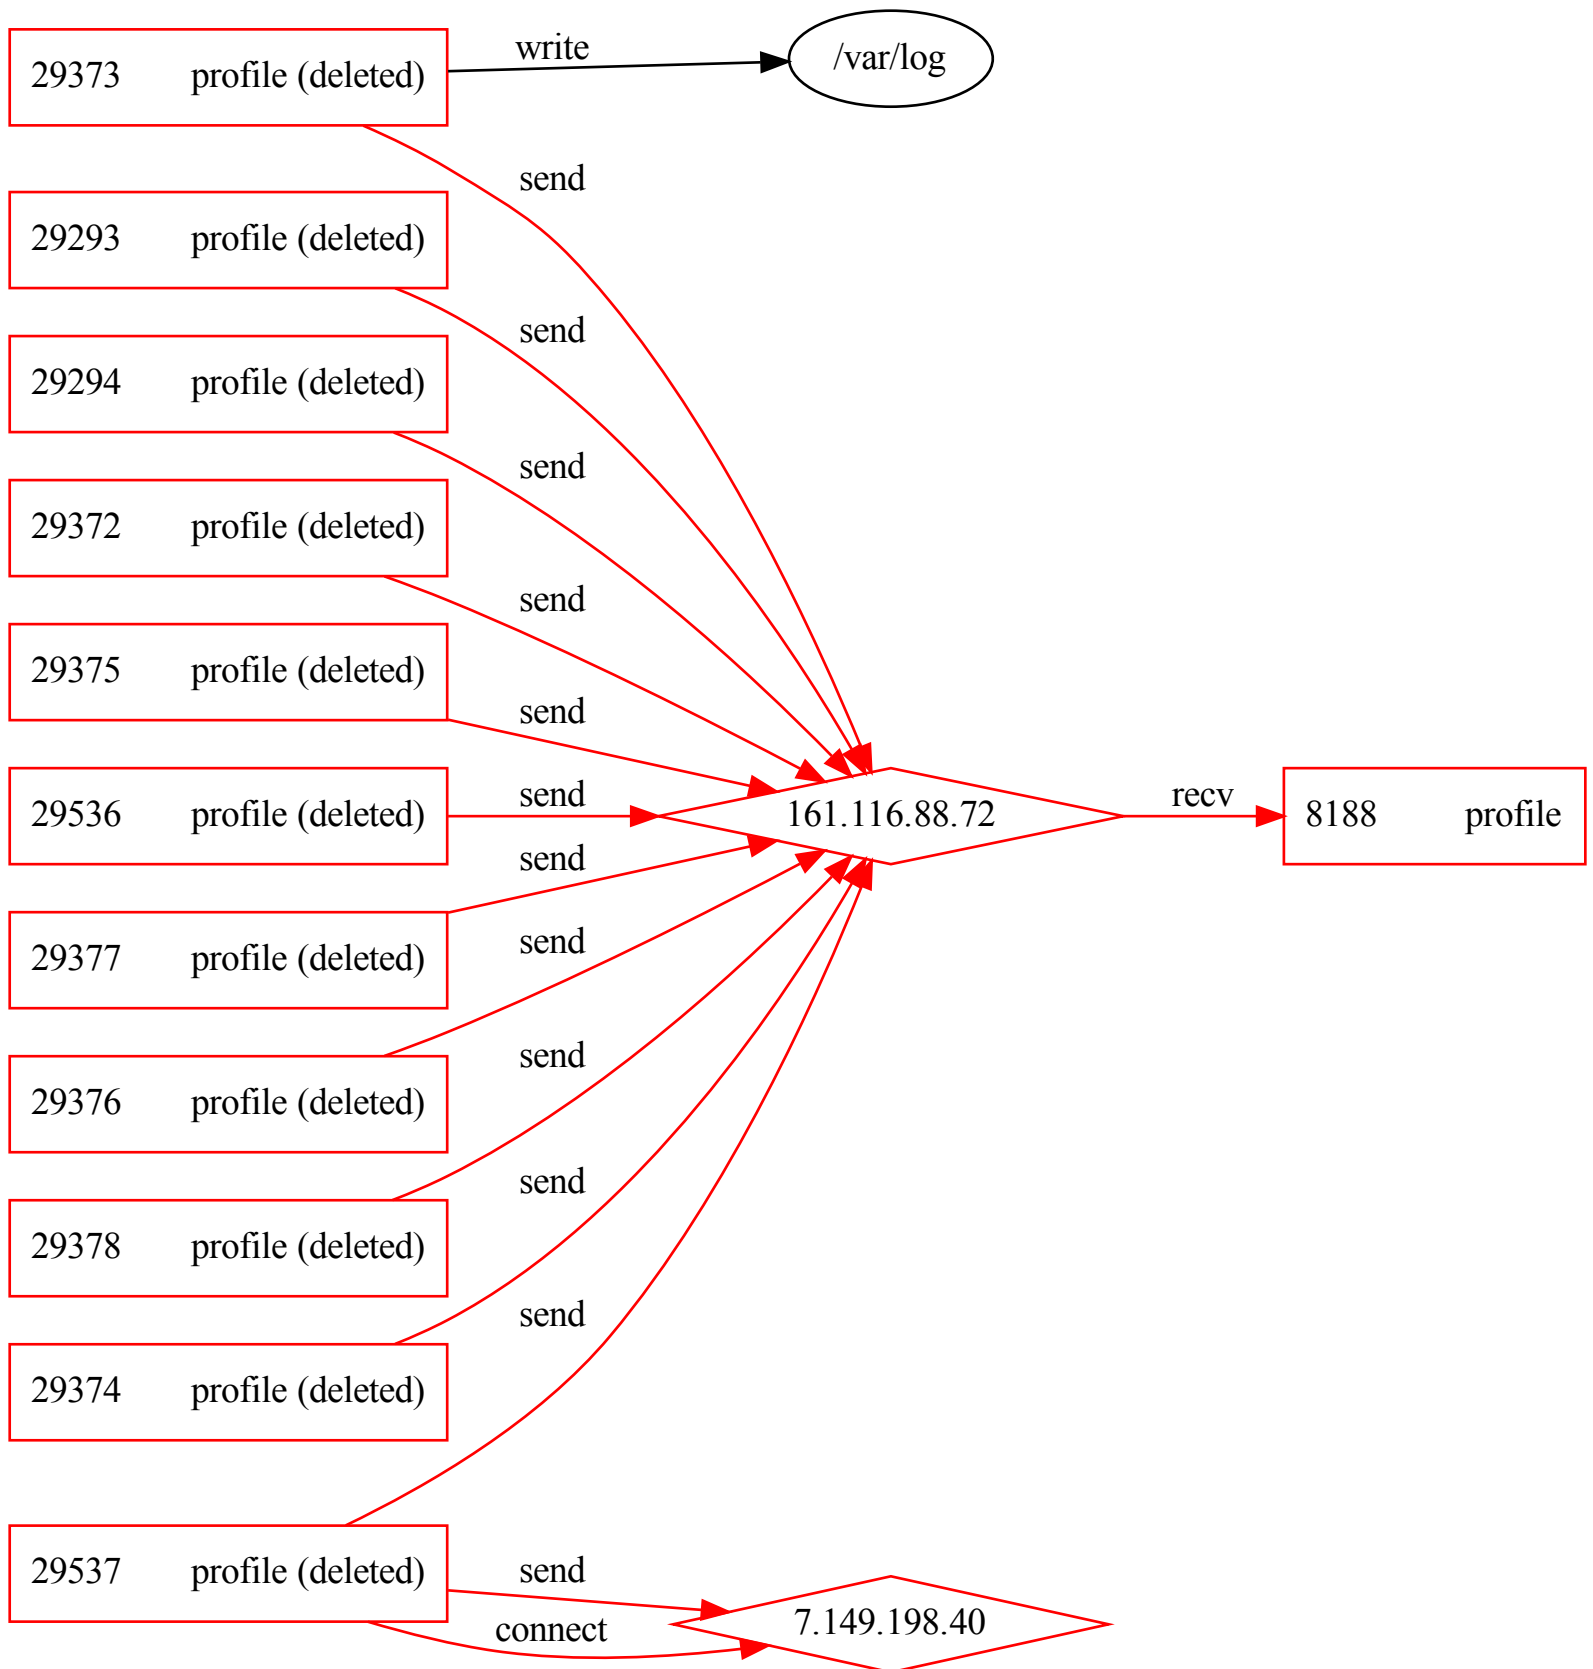 29373 profile (deleted)
write
/var/log
send
29293 profile (deleted)
send
29294 profile (deleted)
send
29372 profile (deleted)
send
29375 profile (deleted)
send
29536 profile (deleted)
send
161.116.88.72
recv
8188 profile
send
29377 profile (deleted)
send
29376 profile (deleted)
send
29378 profile (deleted)
send
29374 profile (deleted)
send
29537 profile (deleted)
send
connect
7.149.198.40